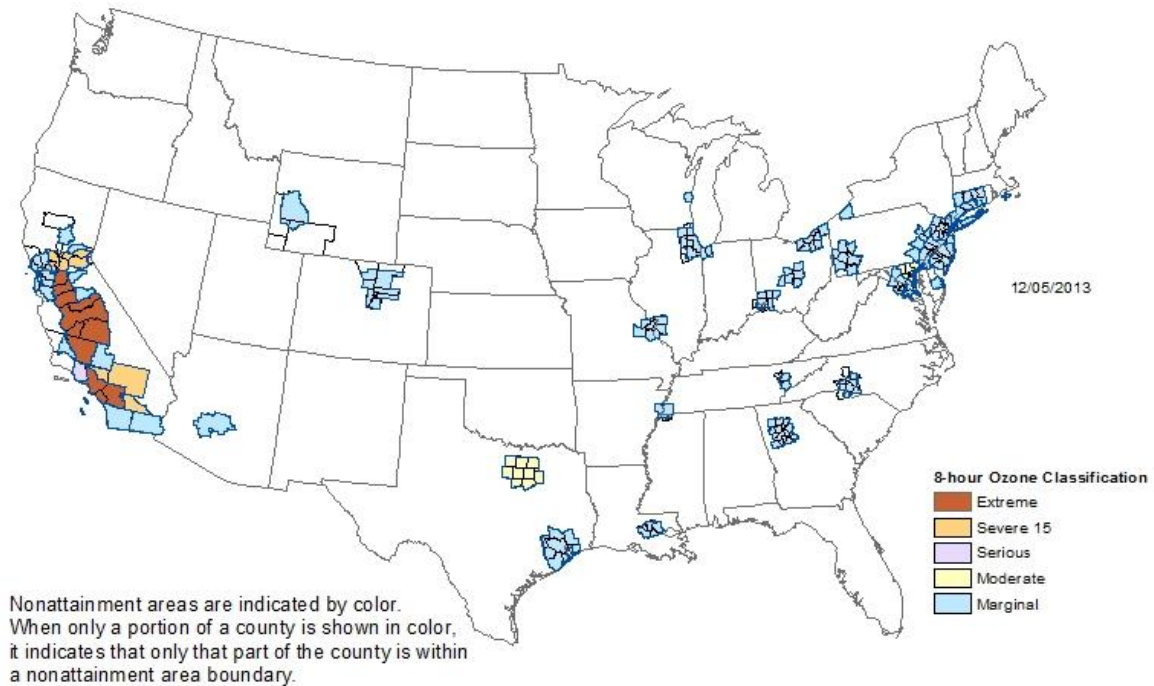 12/05/2013
8-hour Ozone Classification
Extreme
Severe 15
Serious
Moderate
Marginal
Nonattainment areas are indicated by color.
When only a portion of a county is shown in color,
it indicates that only that part of the county is within
a nonattainment area boundary.